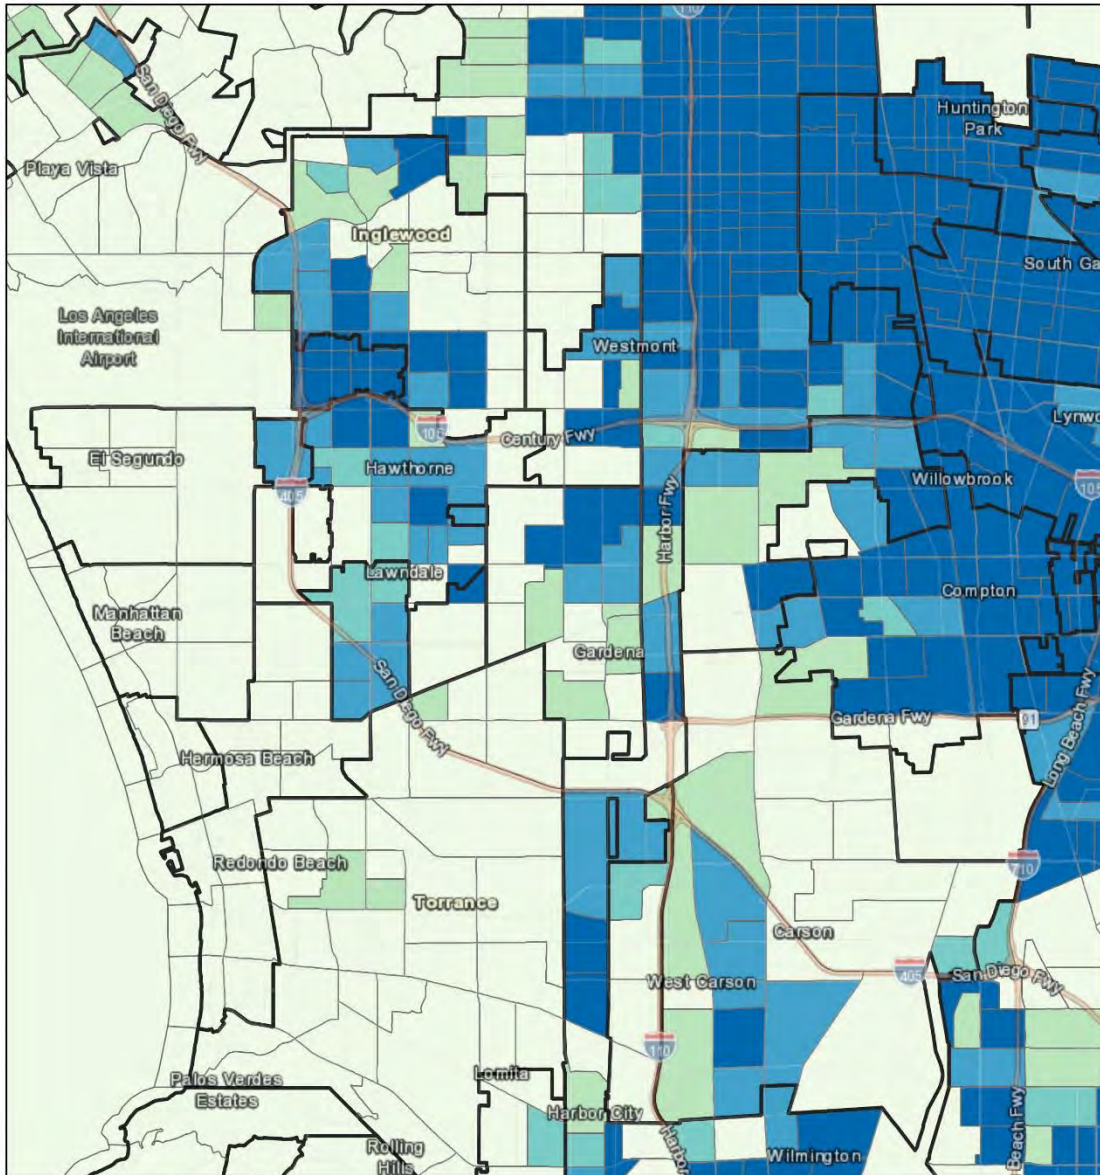 110
Huntington
Park
San Diego Fwy
Playa Vista
Inglewood
South Ga
Los Angeles
International
Airport
Westmont
Lynwo
105
Century Fwy
El Segundo
Hawthorne
405
Willowbrook
105
Harbor Fwy
Lawndale
Compton
Manhattan
Beach
Gardena
San Diego Fwy
Gardena Fwy
91
Long Beach Fwy
Hermosa Beach
Redondo Beach
710
Torrance
Carson
405
San Diego Fwy
West Carson
110
Lomita
Palos Verdes
Estates
Harbor City
Harbor
Beach Fwy
Rolling
Hills
Wilmington